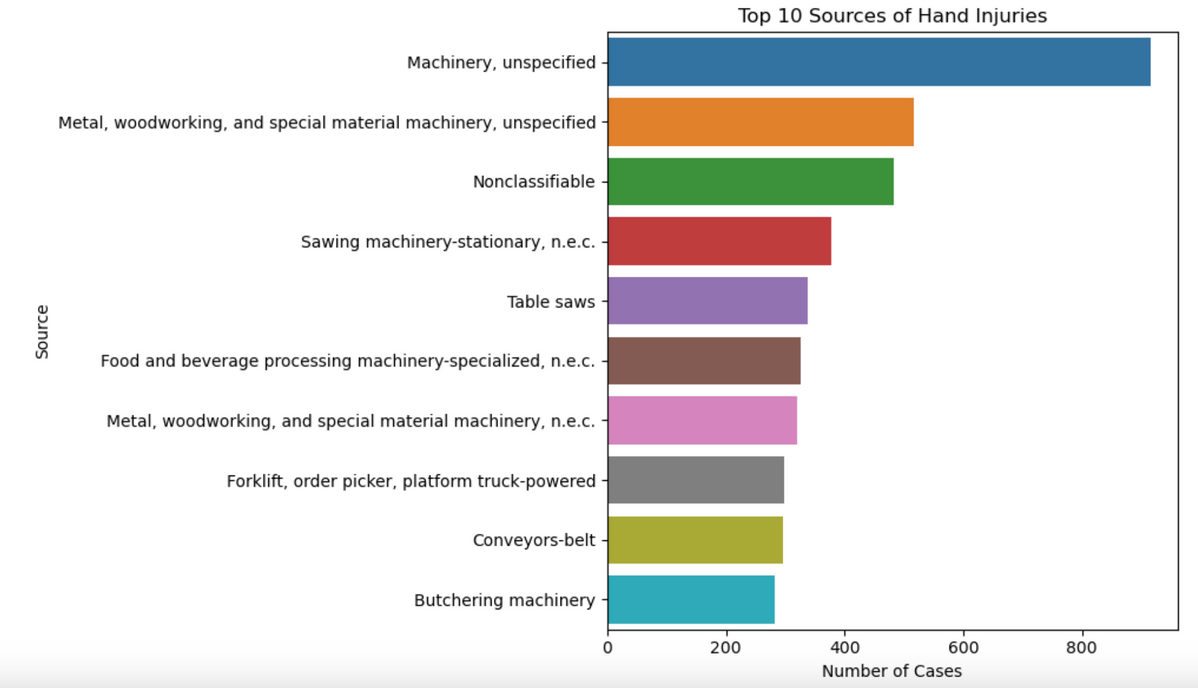 Top 10 Sources of Hand Injuries
Machinery, unspecified
Metal, woodworking, and special material machinery, unspecified
Nonclassifiable
Sawing machinery-stationary, n.e.c.
Table saws
Source
Food and beverage processing machinery-specialized, n.e.c.
Metal, woodworking, and special material machinery, n.e.c.
Forklift, order picker, platform truck-powered
Conveyors-belt
Butchering machinery
0 200 400 600 800
Number of Cases